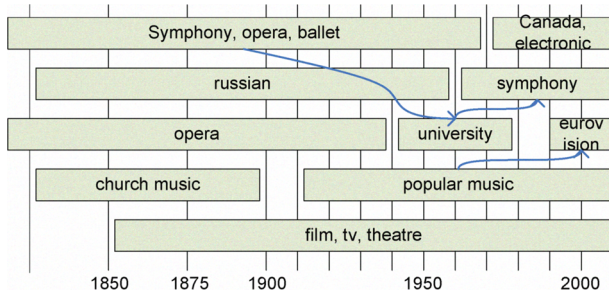 Symphony, opera, ballet
Canada,
electronic
russian
symphony
opera
university
eurov
ision
church music
popular music
film, tv, theatre
1850 1875 1900 1950 2000